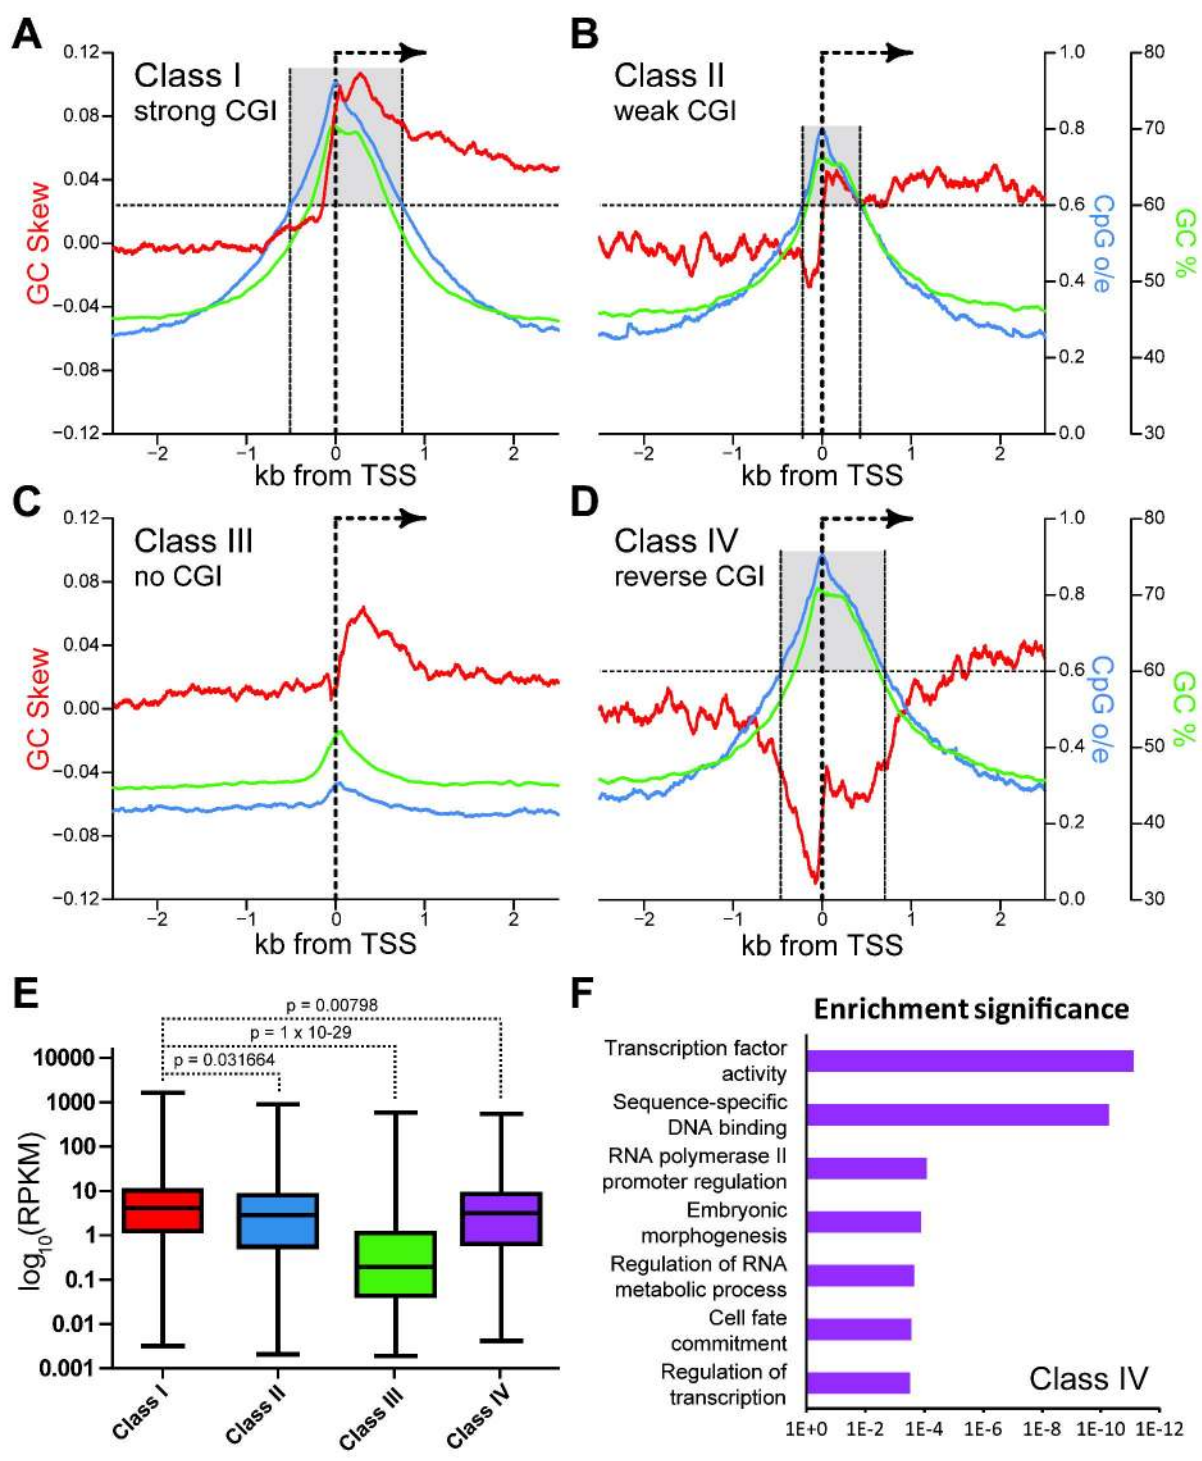 A
Class I
strong CGI
0.12
0.08
0.04
0.00
−0.04
−0.08
−0.12
GC Skew
−2
−1
0
1
2
kb from TSS
B
Class II
weak CGI
1.0
0.8
0.6
0.4
0.2
0.0
CpG o/e
80
70
60
50
40
30
GC %
−2
−1
0
1
2
kb from TSS
C
Class III
no CGI
0.12
0.08
0.04
0.00
−0.04
−0.08
−0.12
GC Skew
−2
−1
0
1
2
kb from TSS
D
Class IV
reverse CGI
1.0
0.8
0.6
0.4
0.2
0.0
CpG o/e
80
70
60
50
40
30
GC %
−2
−1
0
1
2
kb from TSS
E
p = 0.00798
p = 1 x 10-29
p = 0.031664
10000
1000
100
10
1
0.1
0.01
0.001
log10(RPKM)
Class I
Class II
Class III
Class IV
F
Enrichment significance
Transcription factor
activity
Sequence-specific
DNA binding
RNA polymerase II
promoter regulation
Embryonic
morphogenesis
Regulation of RNA
metabolic process
Cell fate
commitment
Regulation of
transcription
Class IV
1E+0
1E-2
1E-4
1E-6
1E-8
1E-10
1E-12